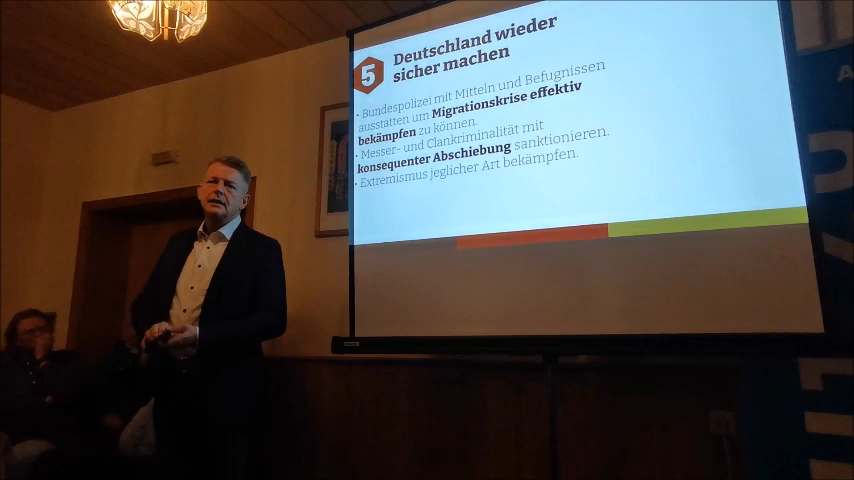 5
Deutschland wieder
sicher machen
· Bundespolizei mit Mitteln und Befugnissen
ausstatten um Migrationskrise effektiv
bekämpfen zu können.
· Messer- und Clankriminalität mit
konsequenter Abschiebung sanktionieren.
· Extremismus jeglicher Art bekämpfen.